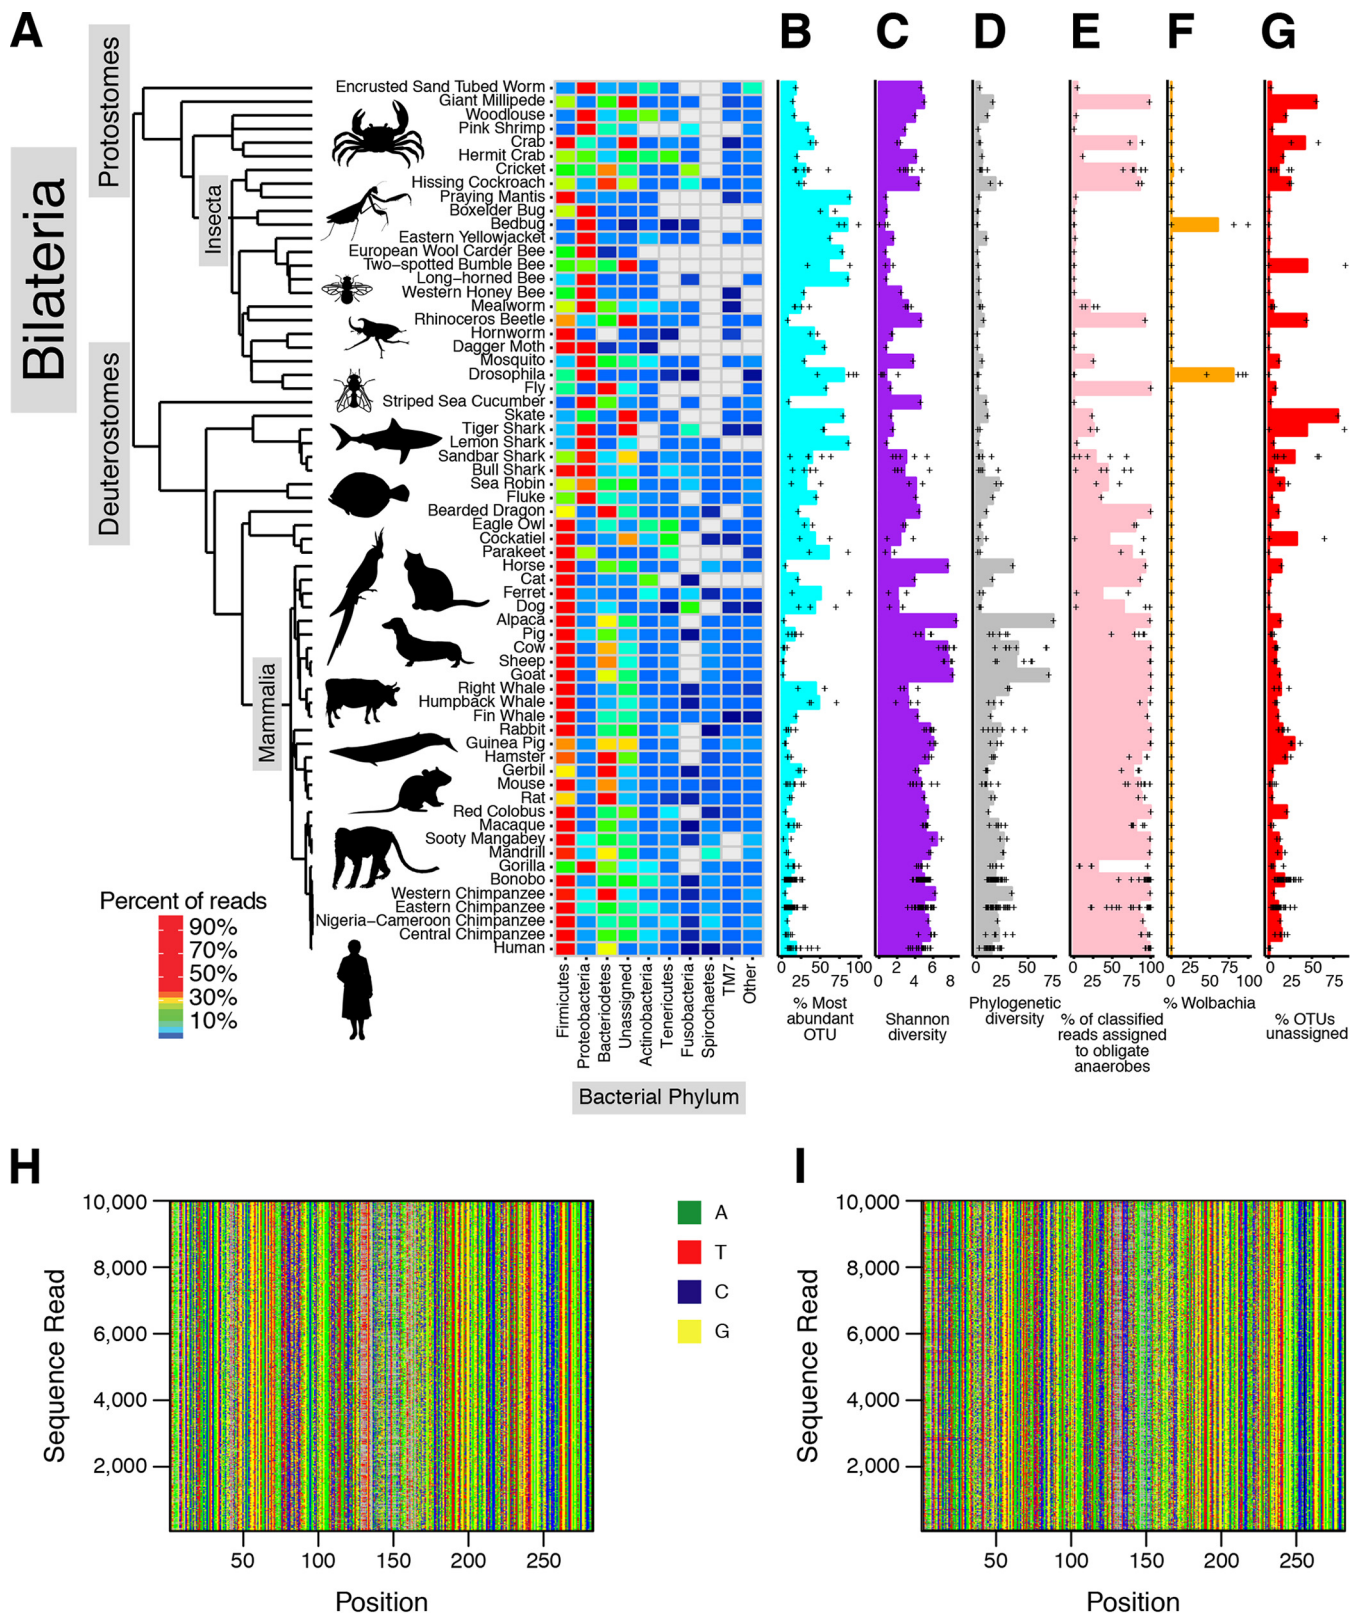 A
B
C
D
E
F
G
Bilateria
Protostomes
Deuterostomes
Insecta
Mammalia
Encrusted Sand Tubed Worm
Giant Millipede
Woodlouse
Pink Shrimp
Crab
Hermit Crab
Cricket
Hissing Cockroach
Praying Mantis
Boxelder Bug
Bedbug
Eastern Yellowjacket
European Wool Carder Bee
Two-spotted Bumble Bee
Long-horned Bee
Western Honey Bee
Mealworm
Rhinoceros Beetle
Hornworm
Dagger Moth
Mosquito
Drosophila
Fly
Striped Sea Cucumber
Skate
Tiger Shark
Lemon Shark
Sandbar Shark
Bull Shark
Sea Robin
Fluke
Bearded Dragon
Eagle Owl
Cockatiel
Parakeet
Horse
Cat
Ferret
Dog
Alpaca
Pig
Cow
Sheep
Goat
Right Whale
Humpback Whale
Fin Whale
Rabbit
Guinea Pig
Hamster
Gerbil
Mouse
Rat
Red Colobus
Macaque
Sooty Mangabey
Mandrill
Gorilla
Bonobo
Western Chimpanzee
Eastern Chimpanzee
Nigeria-Cameroon Chimpanzee
Central Chimpanzee
Human
Percent of reads
90%
70%
50%
30%
10%
Firmicutes
Proteobacteria
Bacteriodetes
Unassigned
Actinobacteria
Tenericutes
Fusobacteria
Spirochaetes
TM7
Other
Bacterial Phylum
0 25 50 75 100
% Most
abundant
OTU
0 2 4 6 8
Shannon
diversity
0 25 50 75
Phylogenetic
diversity
0 25 50 75 100
% of classified
reads assigned
to obligate
anaerobes
0 25 50 75 100
% Wolbachia
0 25 50 75
% OTUs
unassigned
H
10,000
8,000
6,000
4,000
2,000
Sequence Read
50 100 150 200 250
Position
A
T
C
G
I
10,000
8,000
6,000
4,000
2,000
Sequence Read
50 100 150 200 250
Position